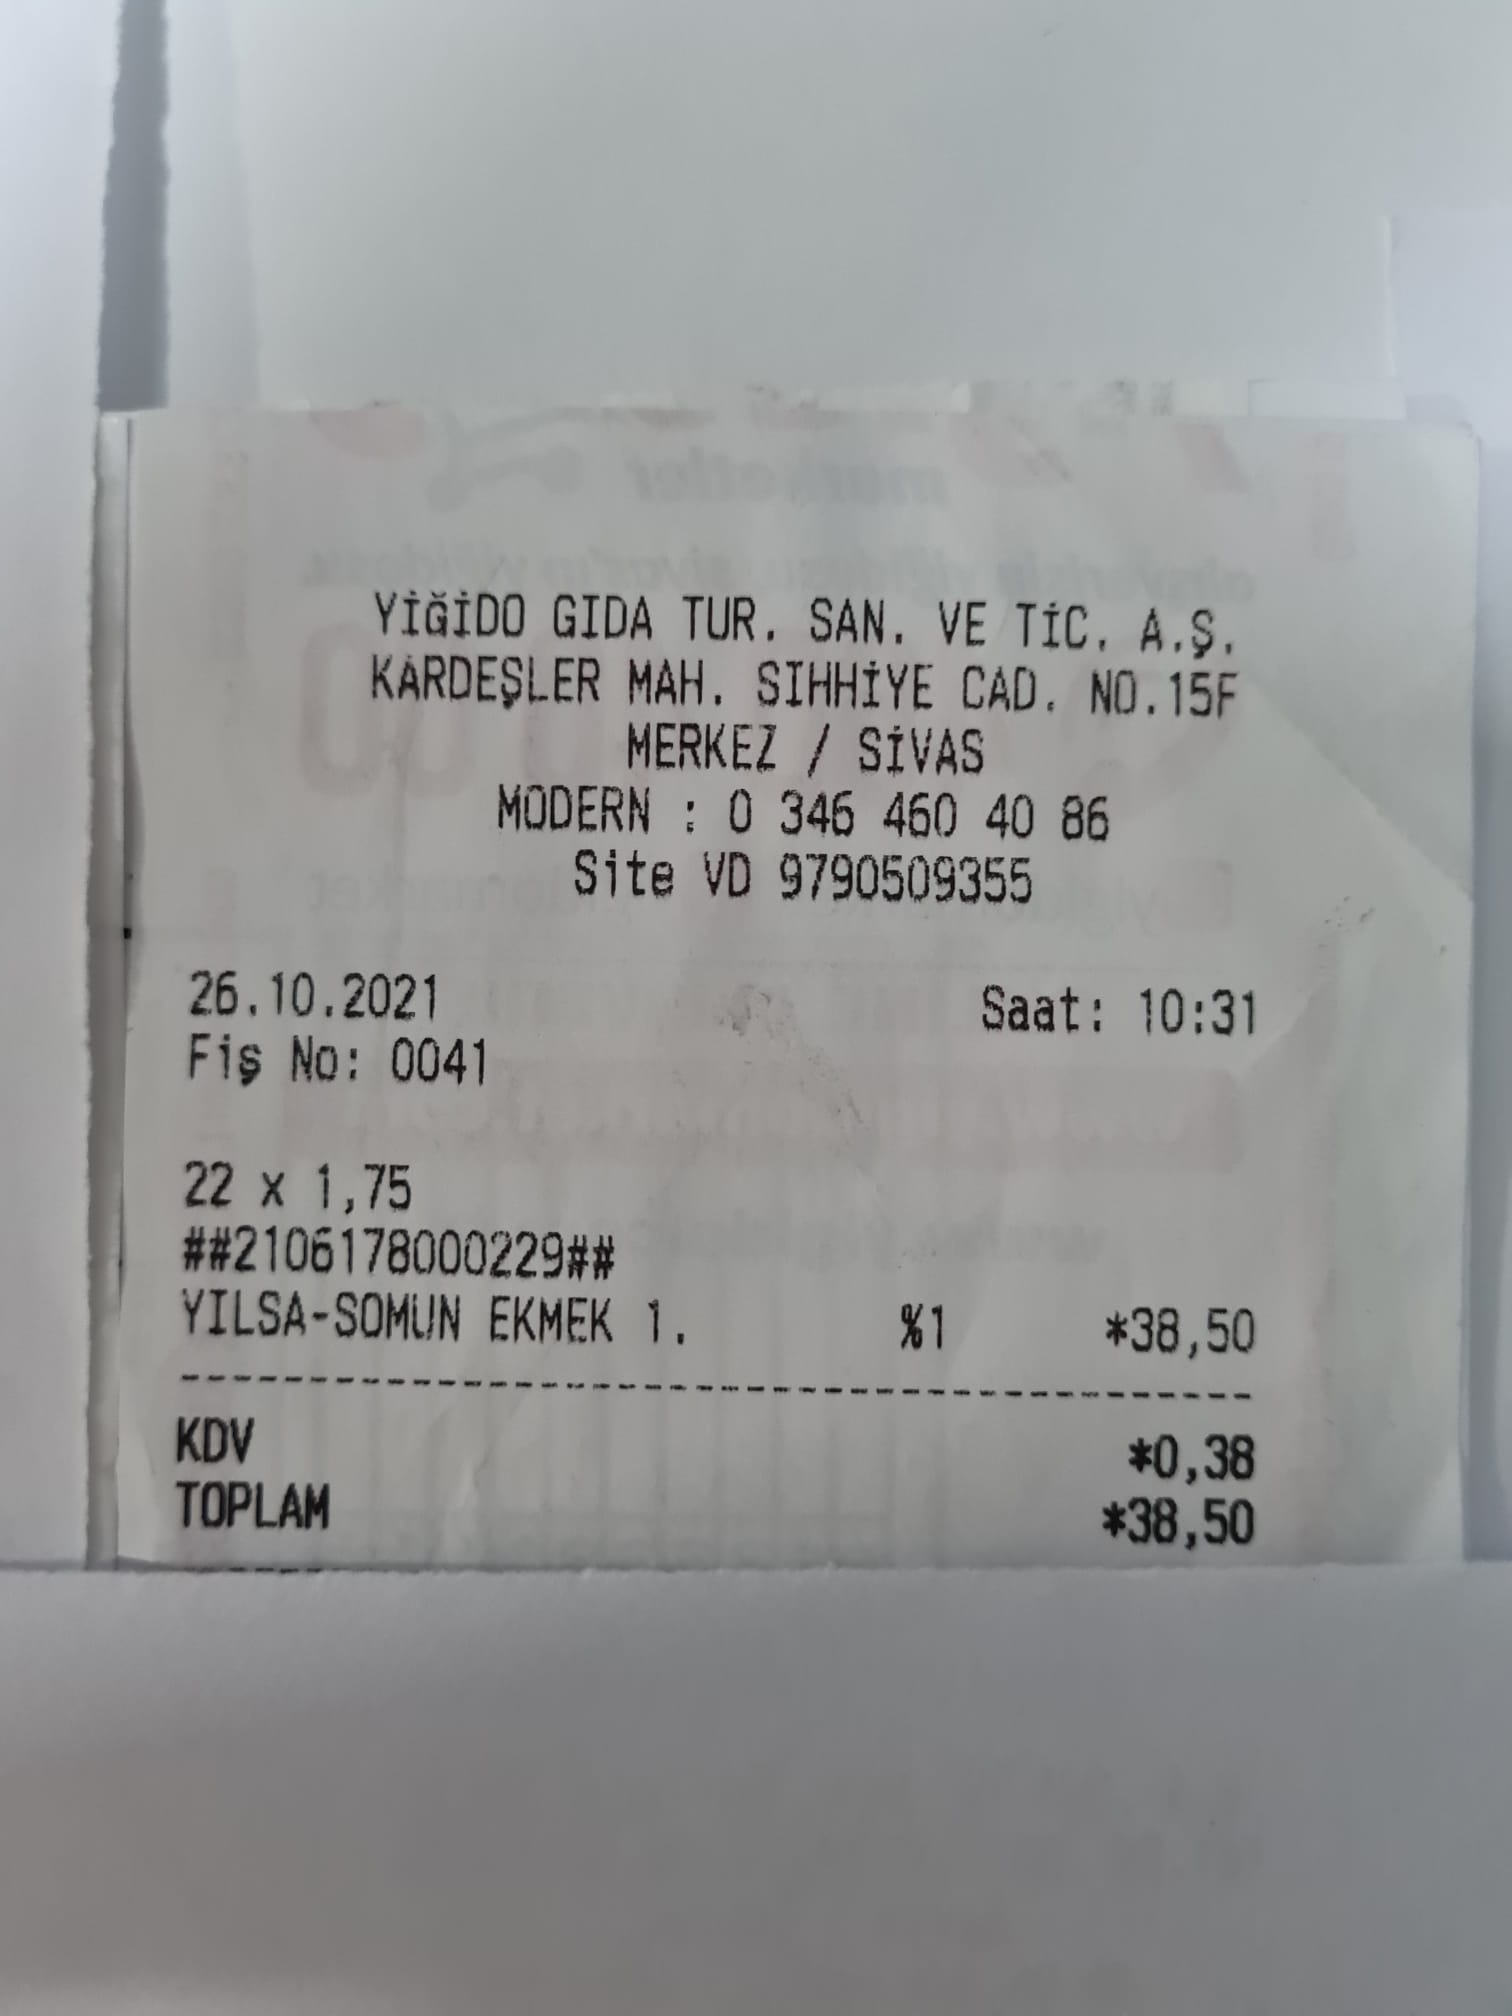 YİĞİDO GIDA TUR. SAN. VE TİC. A.Ş.
KARDEŞLER MAH. SIHHİYE CAD. NO.15F
MERKEZ / SİVAS
MODERN : 0 346 460 40 86
Site VD 9790509355
26.10.2021 Saat: 10:31
Fiş No: 0041
22 x 1,75
##2106178000229##
YILSA-SOMUN EKMEK 1. %1 *38,50
KDV *0,38
TOPLAM *38,50